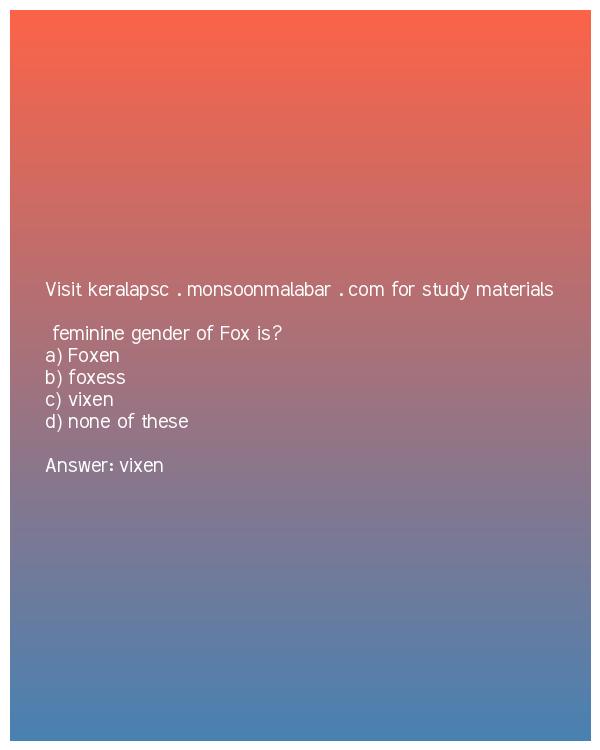 Visit keralapsc . monsoonmalabar . com for study materials
feminine gender of Fox is?
a) Foxen
b) foxess
c) vixen
d) none of these
Answer: vixen